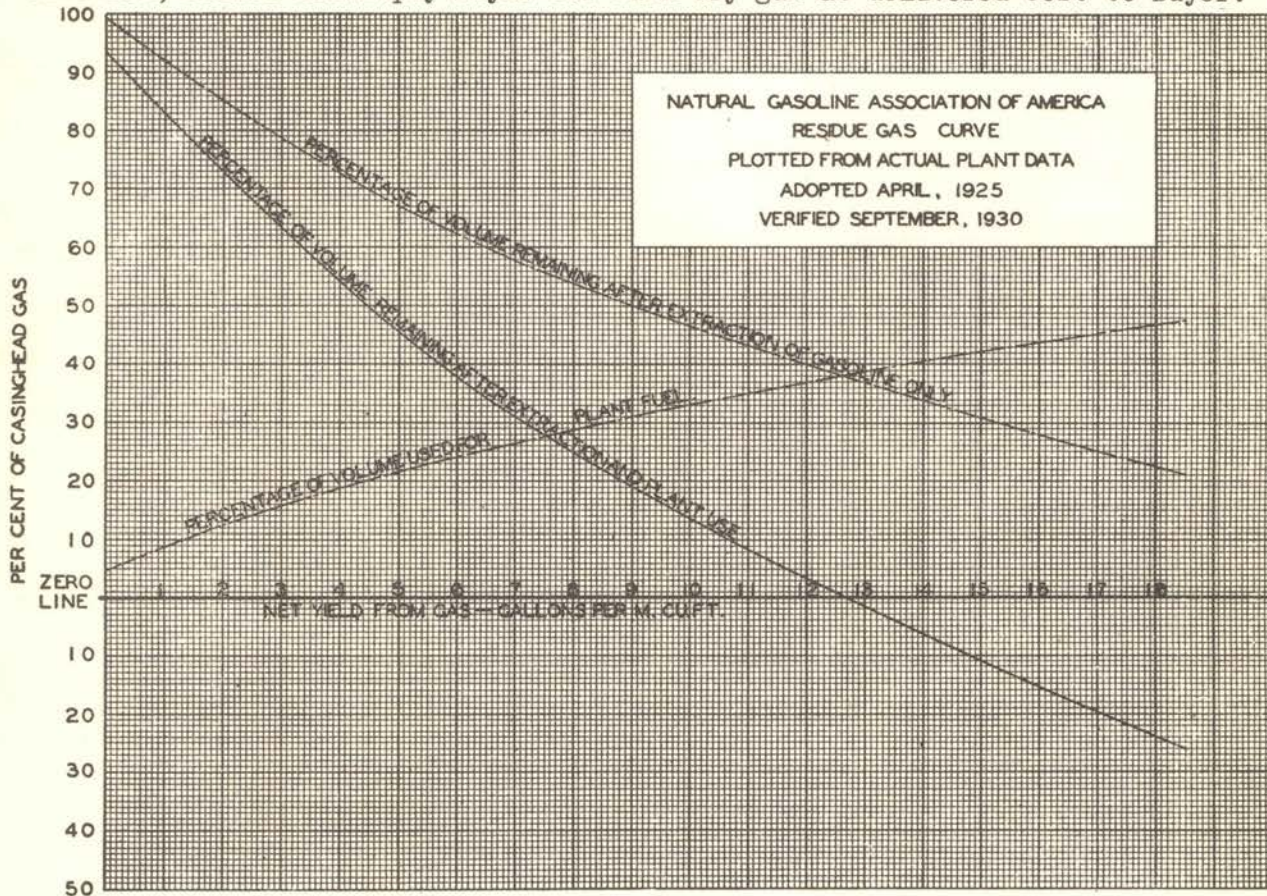 gas
to Buyer.
100
90
80
70
60
50
40
30
20
10
ZERO
LINE
10
20
30
40
50
PER CENT OF CASINGHEAD GAS
NATURAL GASOLINE ASSOCIATION OF AMERICA
RESIDUE GAS CURVE
PLOTTED FROM ACTUAL PLANT DATA
ADOPTED APRIL, 1925
VERIFIED SEPTEMBER, 1930
PERCENTAGE OF VOLUME REMAINING AFTER EXTRACTION OF GASOLINE ONLY
PERCENTAGE OF VOLUME REMAINING AFTER EXTRACTION AND PLANT USE
PERCENTAGE OF VOLUME USED FOR PLANT FUEL
1 2 3 4 5 6 7 8 9 10 11 12 13 14 15 16 17 18
NET YIELD FROM GAS — GALLONS PER M. CU. FT.